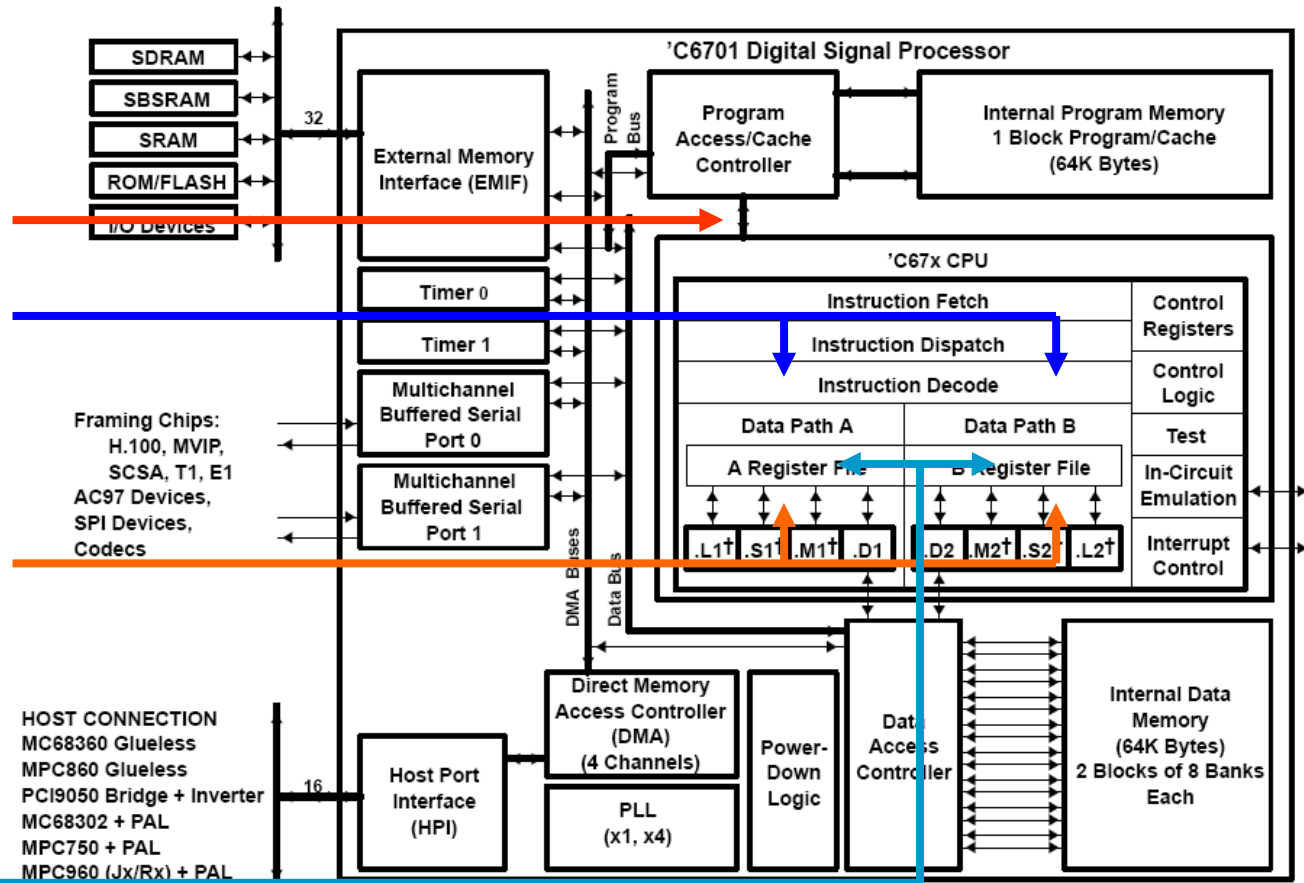 'C6701 Digital Signal Processor
SDRAM
SBSRAM
SRAM
ROM/FLASH
I/O Devices
32
External Memory
Interface (EMIF)
Program
Bus
Program
Access/Cache
Controller
Internal Program Memory
1 Block Program/Cache
(64K Bytes)
Timer 0
Timer 1
Multichannel
Buffered Serial
Port 0
Multichannel
Buffered Serial
Port 1
Framing Chips:
H.100, MVIP,
SCSA, T1, E1
AC97 Devices,
SPI Devices,
Codecs
DMA Buses
Data Bus
'C67x CPU
Instruction Fetch
Instruction Dispatch
Instruction Decode
Data Path A
Data Path B
A Register File
B Register File
.L1† .S1† .M1† .D1
.D2 .M2† .S2† .L2†
Control
Registers
Control
Logic
Test
In-Circuit
Emulation
Interrupt
Control
HOST CONNECTION
MC68360 Glueless
MPC860 Glueless
PCI9050 Bridge + Inverter
MC68302 + PAL
MPC750 + PAL
MPC960 (Jx/Rx) + PAL
16
Host Port
Interface
(HPI)
Direct Memory
Access Controller
(DMA)
(4 Channels)
PLL
(x1, x4)
Power-
Down
Logic
Data
Access
Controller
Internal Data
Memory
(64K Bytes)
2 Blocks of 8 Banks
Each